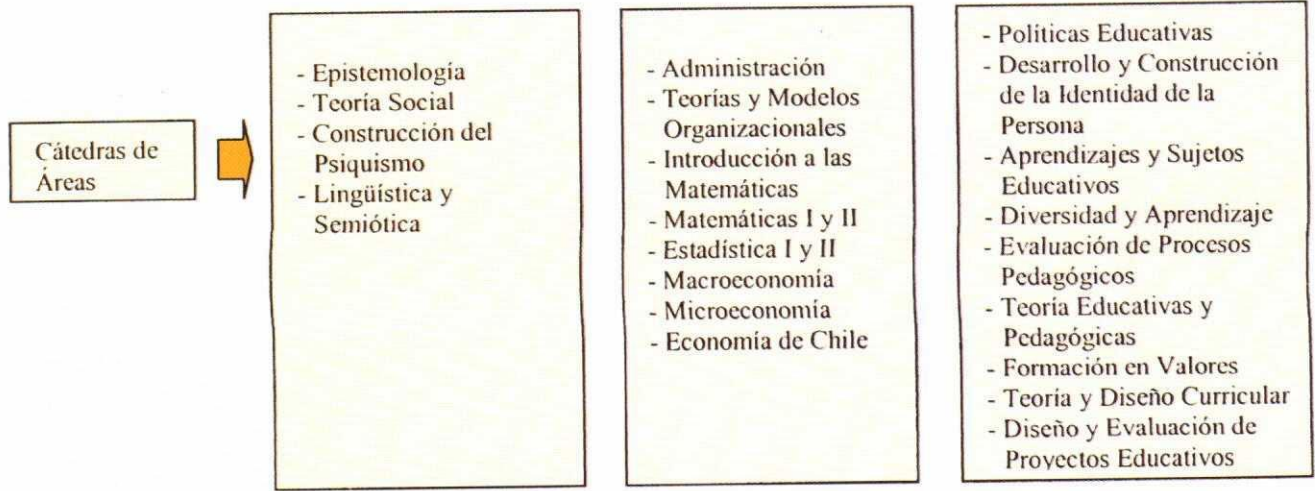 Cátedras de
Áreas
- Epistemología
- Teoría Social
- Construcción del
Psiquismo
- Lingüística y
Semiótica
- Administración
- Teorías y Modelos
Organizacionales
- Introducción a las
Matemáticas
- Matemáticas I y II
- Estadística I y II
- Macroeconomía
- Microeconomía
- Economía de Chile
- Políticas Educativas
- Desarrollo y Construcción
de la Identidad de la
Persona
- Aprendizajes y Sujetos
Educativos
- Diversidad y Aprendizaje
- Evaluación de Procesos
Pedagógicos
- Teoría Educativas y
Pedagógicas
- Formación en Valores
- Teoría y Diseño Curricular
- Diseño y Evaluación de
Proyectos Educativos